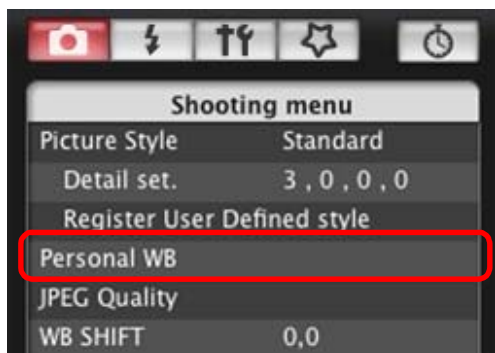 Shooting menu
Picture Style Standard
Detail set. 3 , 0 , 0 , 0
Register User Defined style
Personal WB
JPEG Quality
WB SHIFT 0,0